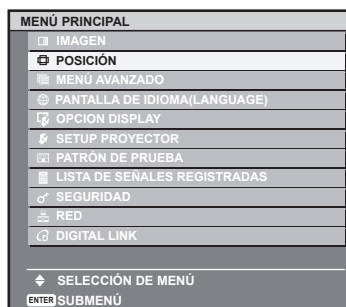 MENÚ PRINCIPAL
IMAGEN
POSICIÓN
MENÚ AVANZADO
PANTALLA DE IDIOMA(LANGUAGE)
OPCION DISPLAY
SETUP PROYECTOR
PATRÓN DE PRUEBA
LISTA DE SEÑALES REGISTRADAS
SEGURIDAD
RED
DIGITAL LINK
SELECCIÓN DE MENÚ
ENTER SUBMENÚ